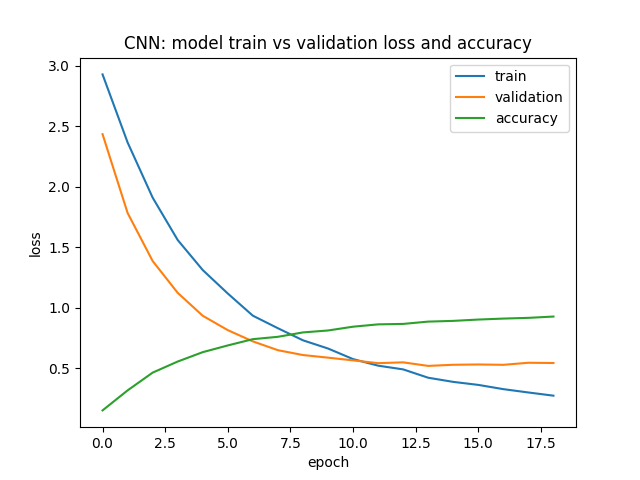 CNN: model train vs validation loss and accuracy
train
validation
accuracy
3.0
2.5
2.0
1.5
1.0
0.5
loss
0.0 2.5 5.0 7.5 10.0 12.5 15.0 17.5
epoch